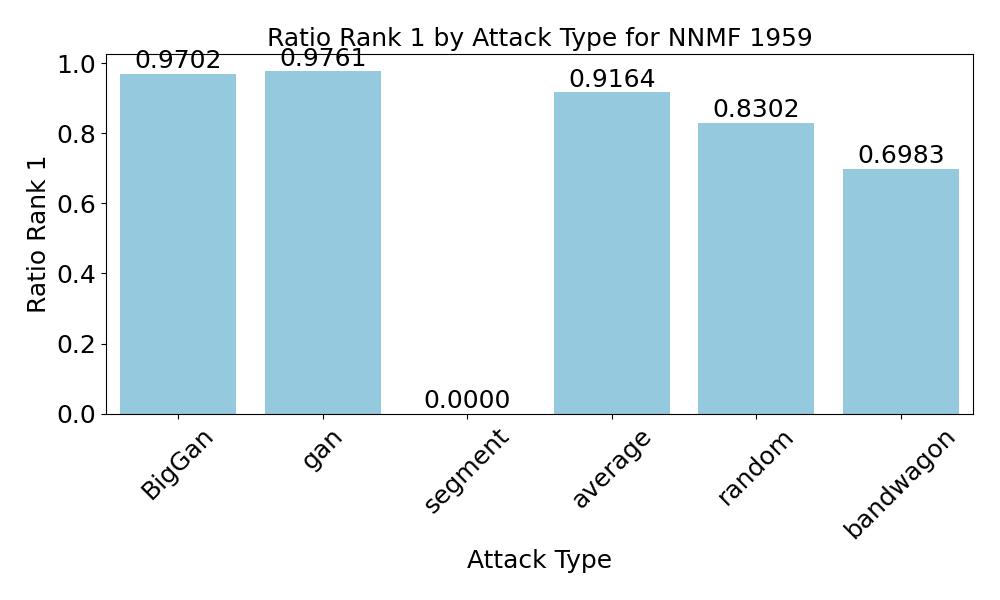 Ratio Rank 1 by Attack Type for NNMF 1959
Ratio Rank 1
1.0
0.8
0.6
0.4
0.2
0.0
0.9702
0.9761
0.0000
0.9164
0.8302
0.6983
BigGan
gan
segment
average
random
bandwagon
Attack Type